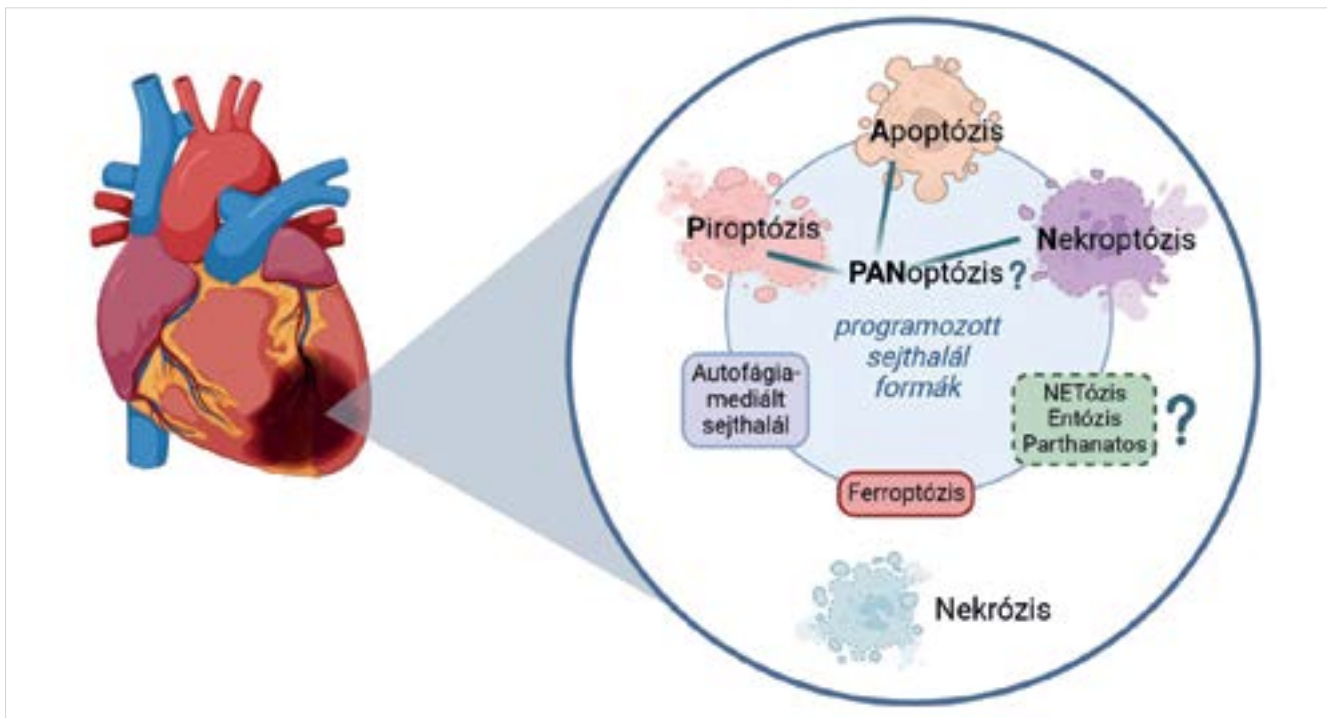 Apoptózis
Piroptózis
Nekroptózis
PANoptózis?
programozott
sejthalál
formák
Autofágia-
mediált
sejthalál
NETózis
Entózis
Parthanatos
?
Ferroptózis
Nekrózis